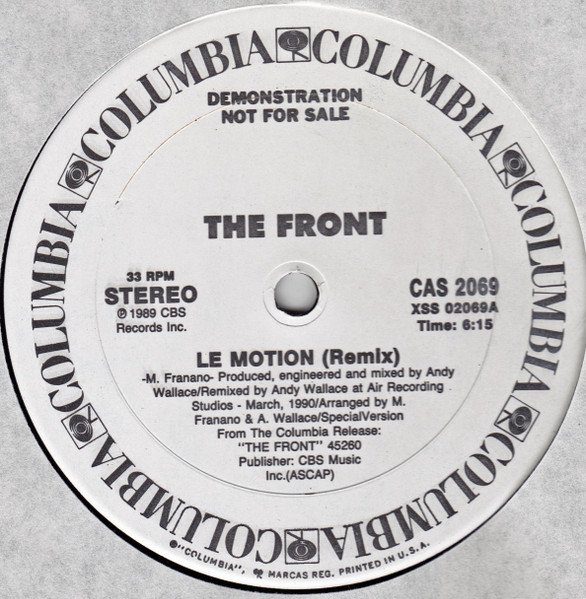 COLUMBIA COLUMBIA COLUMBIA COLUMBIA COLUMBIA COLUMBIA COLUMBIA COLUMBIA
DEMONSTRATION
NOT FOR SALE
THE FRONT
33 RPM
STEREO
℗ 1989 CBS
Records Inc.
CAS 2069
XSS 02069A
Time: 6:15
LE MOTION (Remix)
-M. Franano- Produced, engineered and mixed by Andy
Wallace/Remixed by Andy Wallace at Air Recording
Studios - March, 1990/Arranged by M.
Franano & A. Wallace/SpecialVersion
From The Columbia Release:
"THE FRONT" 45260
Publisher: CBS Music
Inc.(ASCAP)
"COLUMBIA", MARCAS REG. PRINTED IN U.S.A.